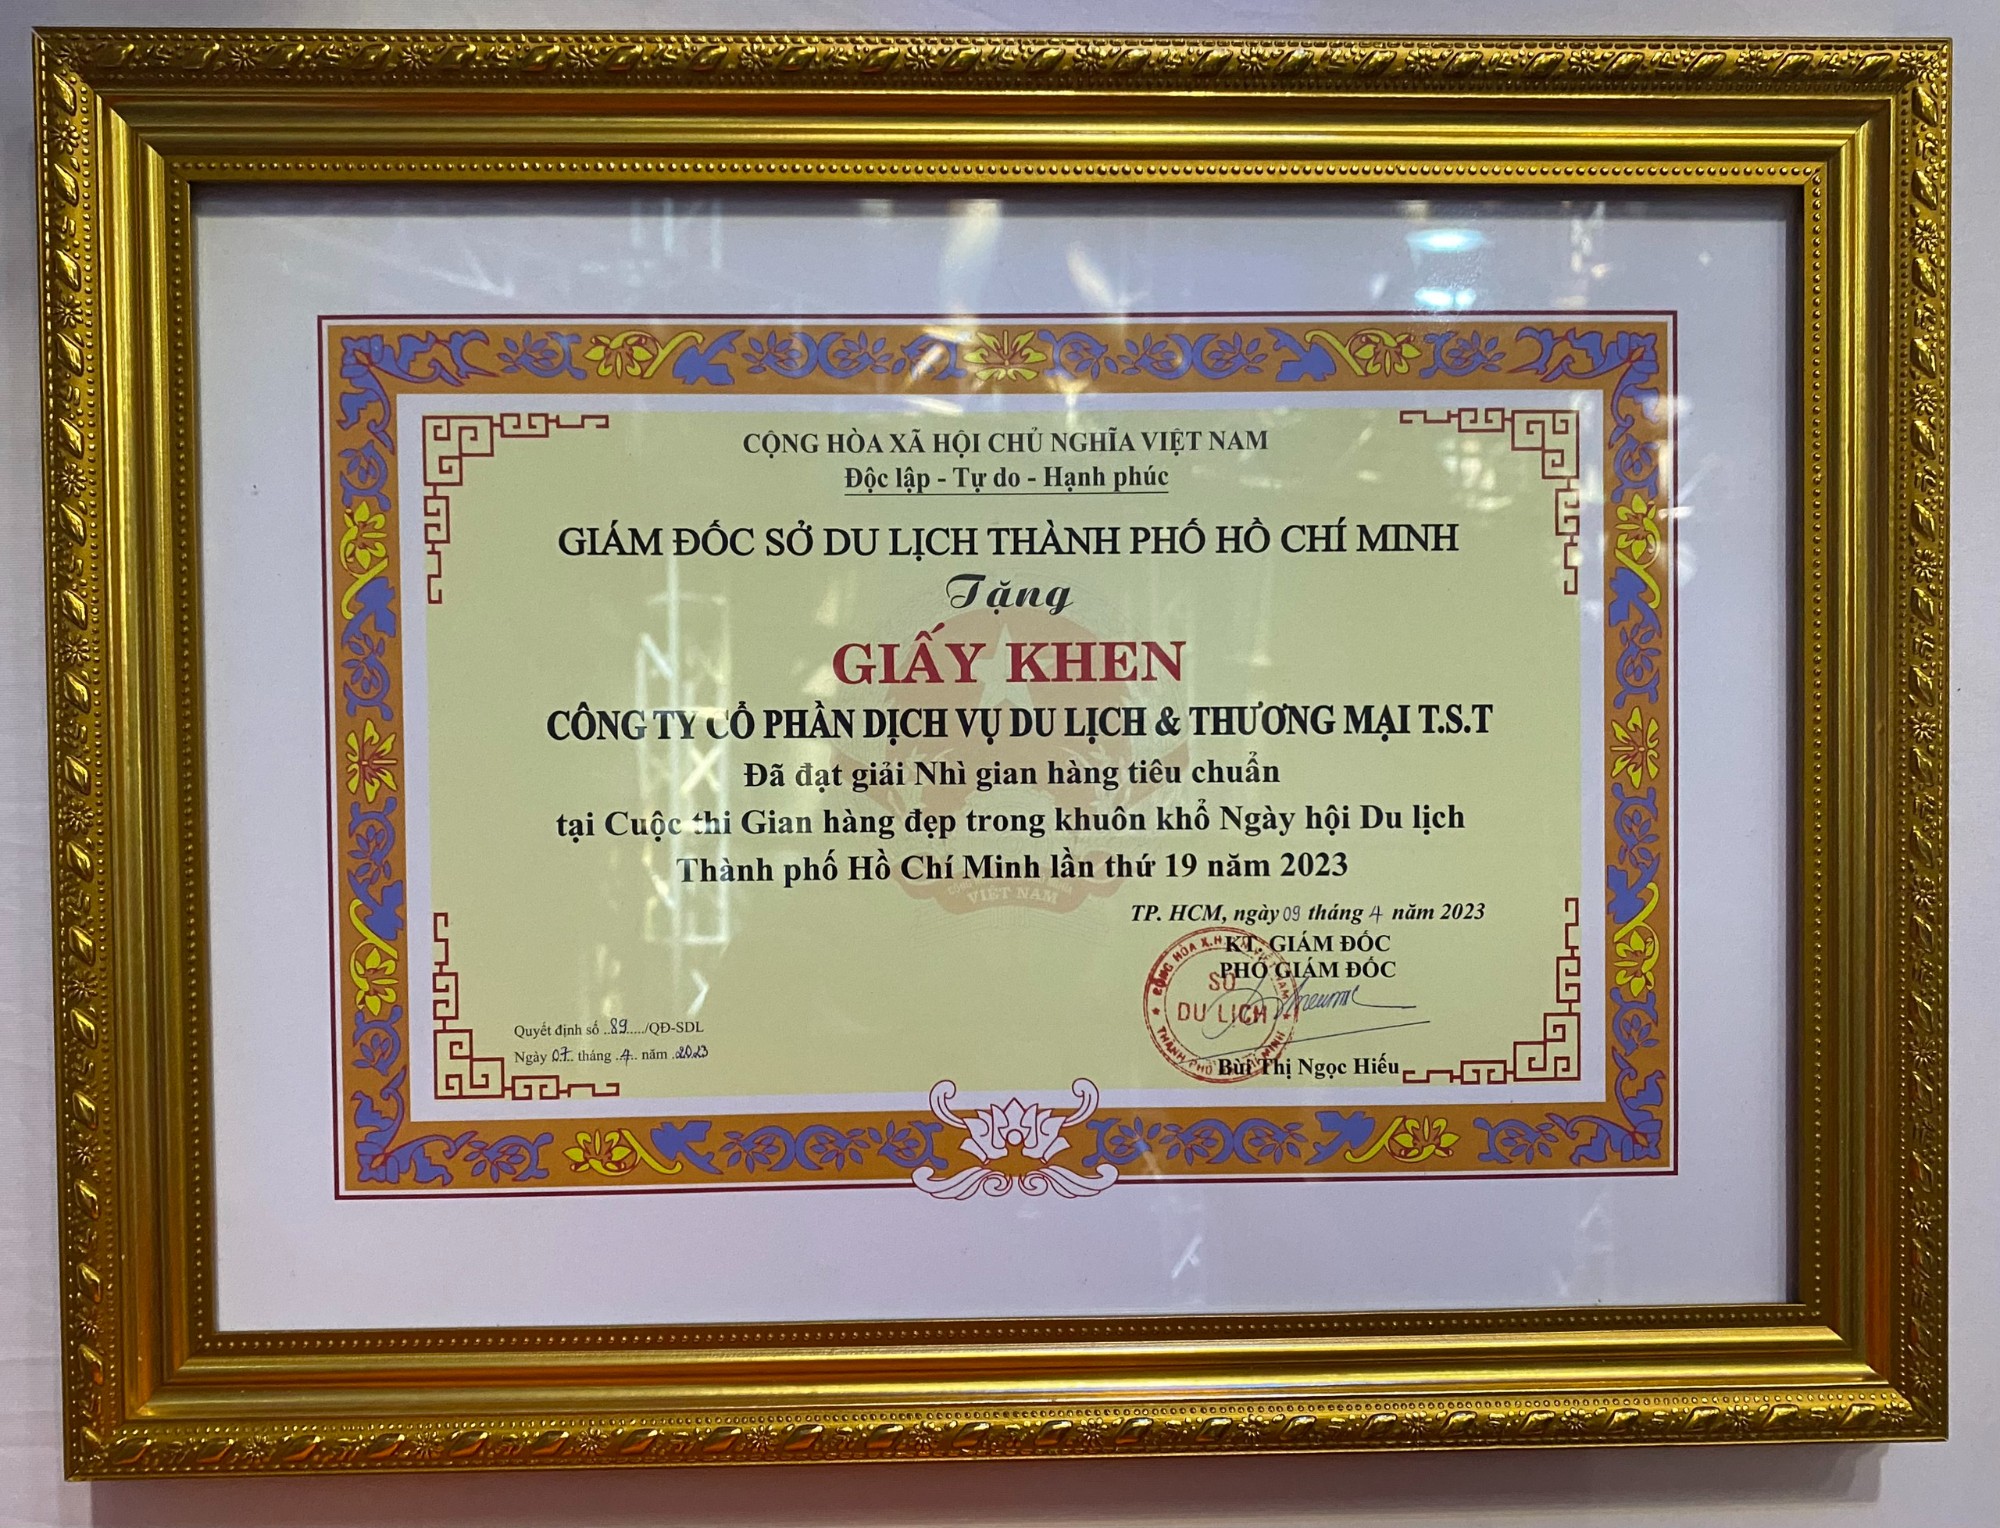 CỘNG HÒA XÃ HỘI CHỦ NGHĨA VIỆT NAM
Độc lập - Tự do - Hạnh phúc
GIÁM ĐỐC SỞ DU LỊCH THÀNH PHỐ HỒ CHÍ MINH
Tặng
GIẤY KHEN
CÔNG TY CỔ PHẦN DỊCH VỤ DU LỊCH & THƯƠNG MẠI T.S.T
Đã đạt giải Nhì gian hàng tiêu chuẩn
tại Cuộc thi Gian hàng đẹp trong khuôn khổ Ngày hội Du lịch
Thành phố Hồ Chí Minh lần thứ 19 năm 2023
VIỆT NAM
TP. HCM, ngày 09 tháng 4 năm 2023
KT. GIÁM ĐỐC
PHÓ GIÁM ĐỐC
SỞ
DU LỊCH
Bùi Thị Ngọc Hiếu
Quyết định số ..89...../QĐ-SDL
Ngày 07.. tháng .4.. năm .2023